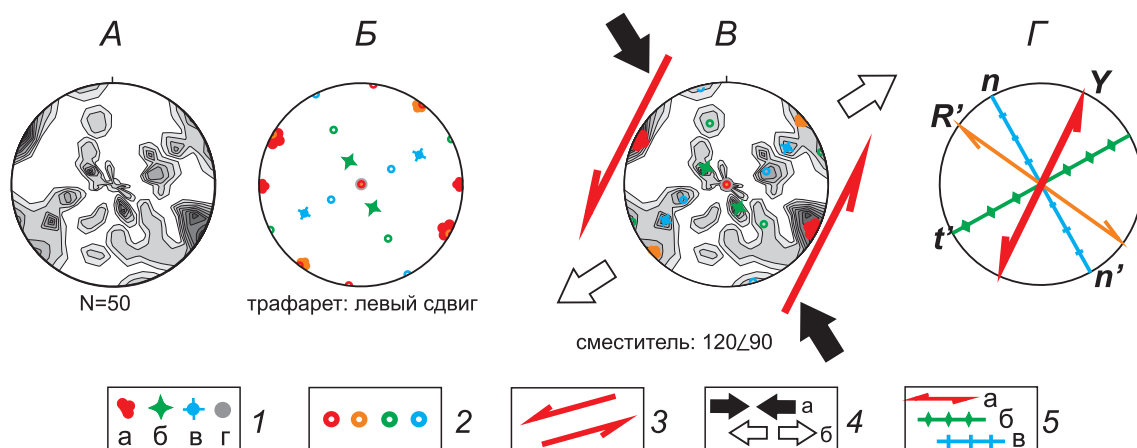 А Б В Г
n Y
R’
t’
n’
N=50 трафарет: левый сдвиг
сместитель: 120∠90
а б в г 1 2 3 а б 4 а б в 5